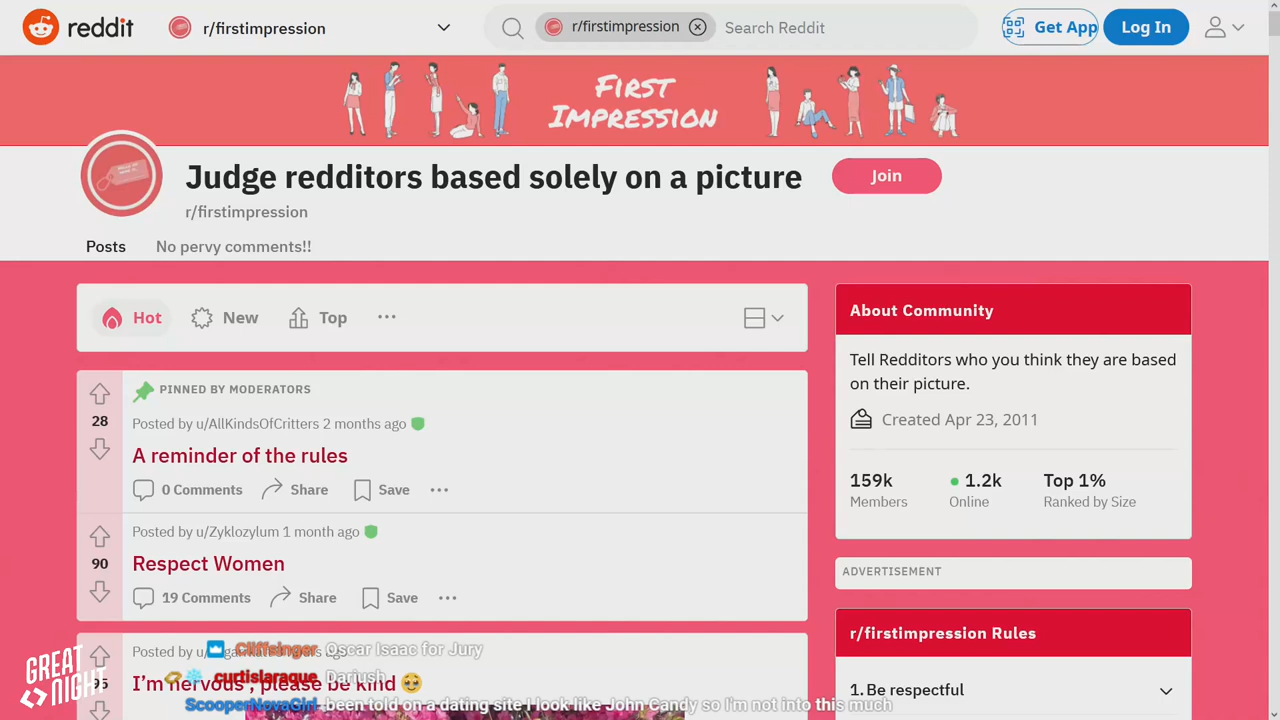 reddit
r/firstimpression
r/firstimpression
Search Reddit
Get App
Log In
FIRST
IMPRESSION
Judge redditors based solely on a picture
Join
r/firstimpression
Posts
No pervy comments!!
Hot
New
Top
PINNED BY MODERATORS
28
Posted by u/AllKindsOfCritters 2 months ago
A reminder of the rules
0 Comments
Share
Save
90
Posted by u/Zyklozylum 1 month ago
Respect Women
19 Comments
Share
Save
Posted by
I'm nervous , please be kind
Cliffsinger Oscar Isaac for Jury
curtislaraque Dariush
ScooperNovaGirl been told on a dating site I look like John Candy so I'm not into this much
GREAT
NIGHT
About Community
Tell Redditors who you think they are based
on their picture.
Created Apr 23, 2011
159k
Members
1.2k
Online
Top 1%
Ranked by Size
ADVERTISEMENT
r/firstimpression Rules
1. Be respectful